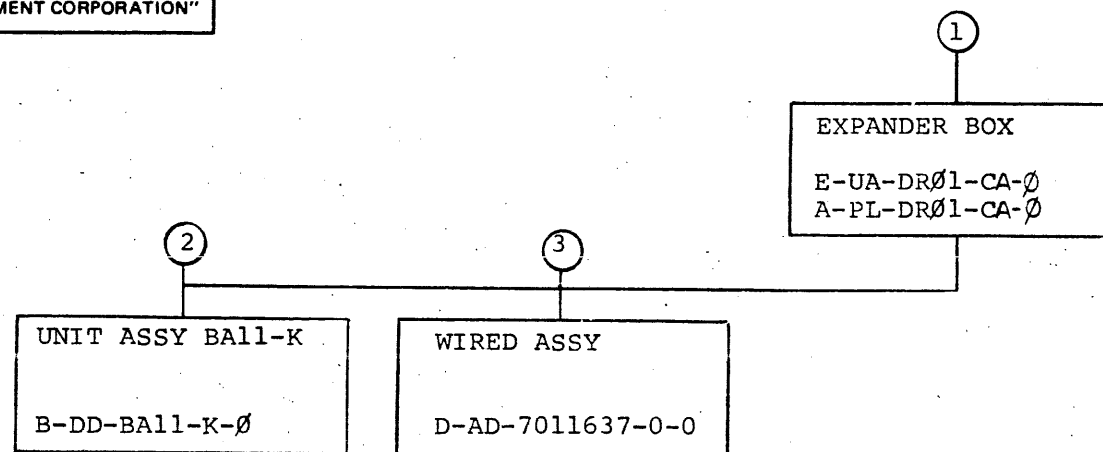 MENT CORPORATION"
1
EXPANDER BOX
E-UA-DRØ1-CA-Ø
A-PL-DRØ1-CA-Ø
2
3
UNIT ASSY BA11-K
B-DD-BA11-K-Ø
WIRED ASSY
D-AD-7011637-0-0